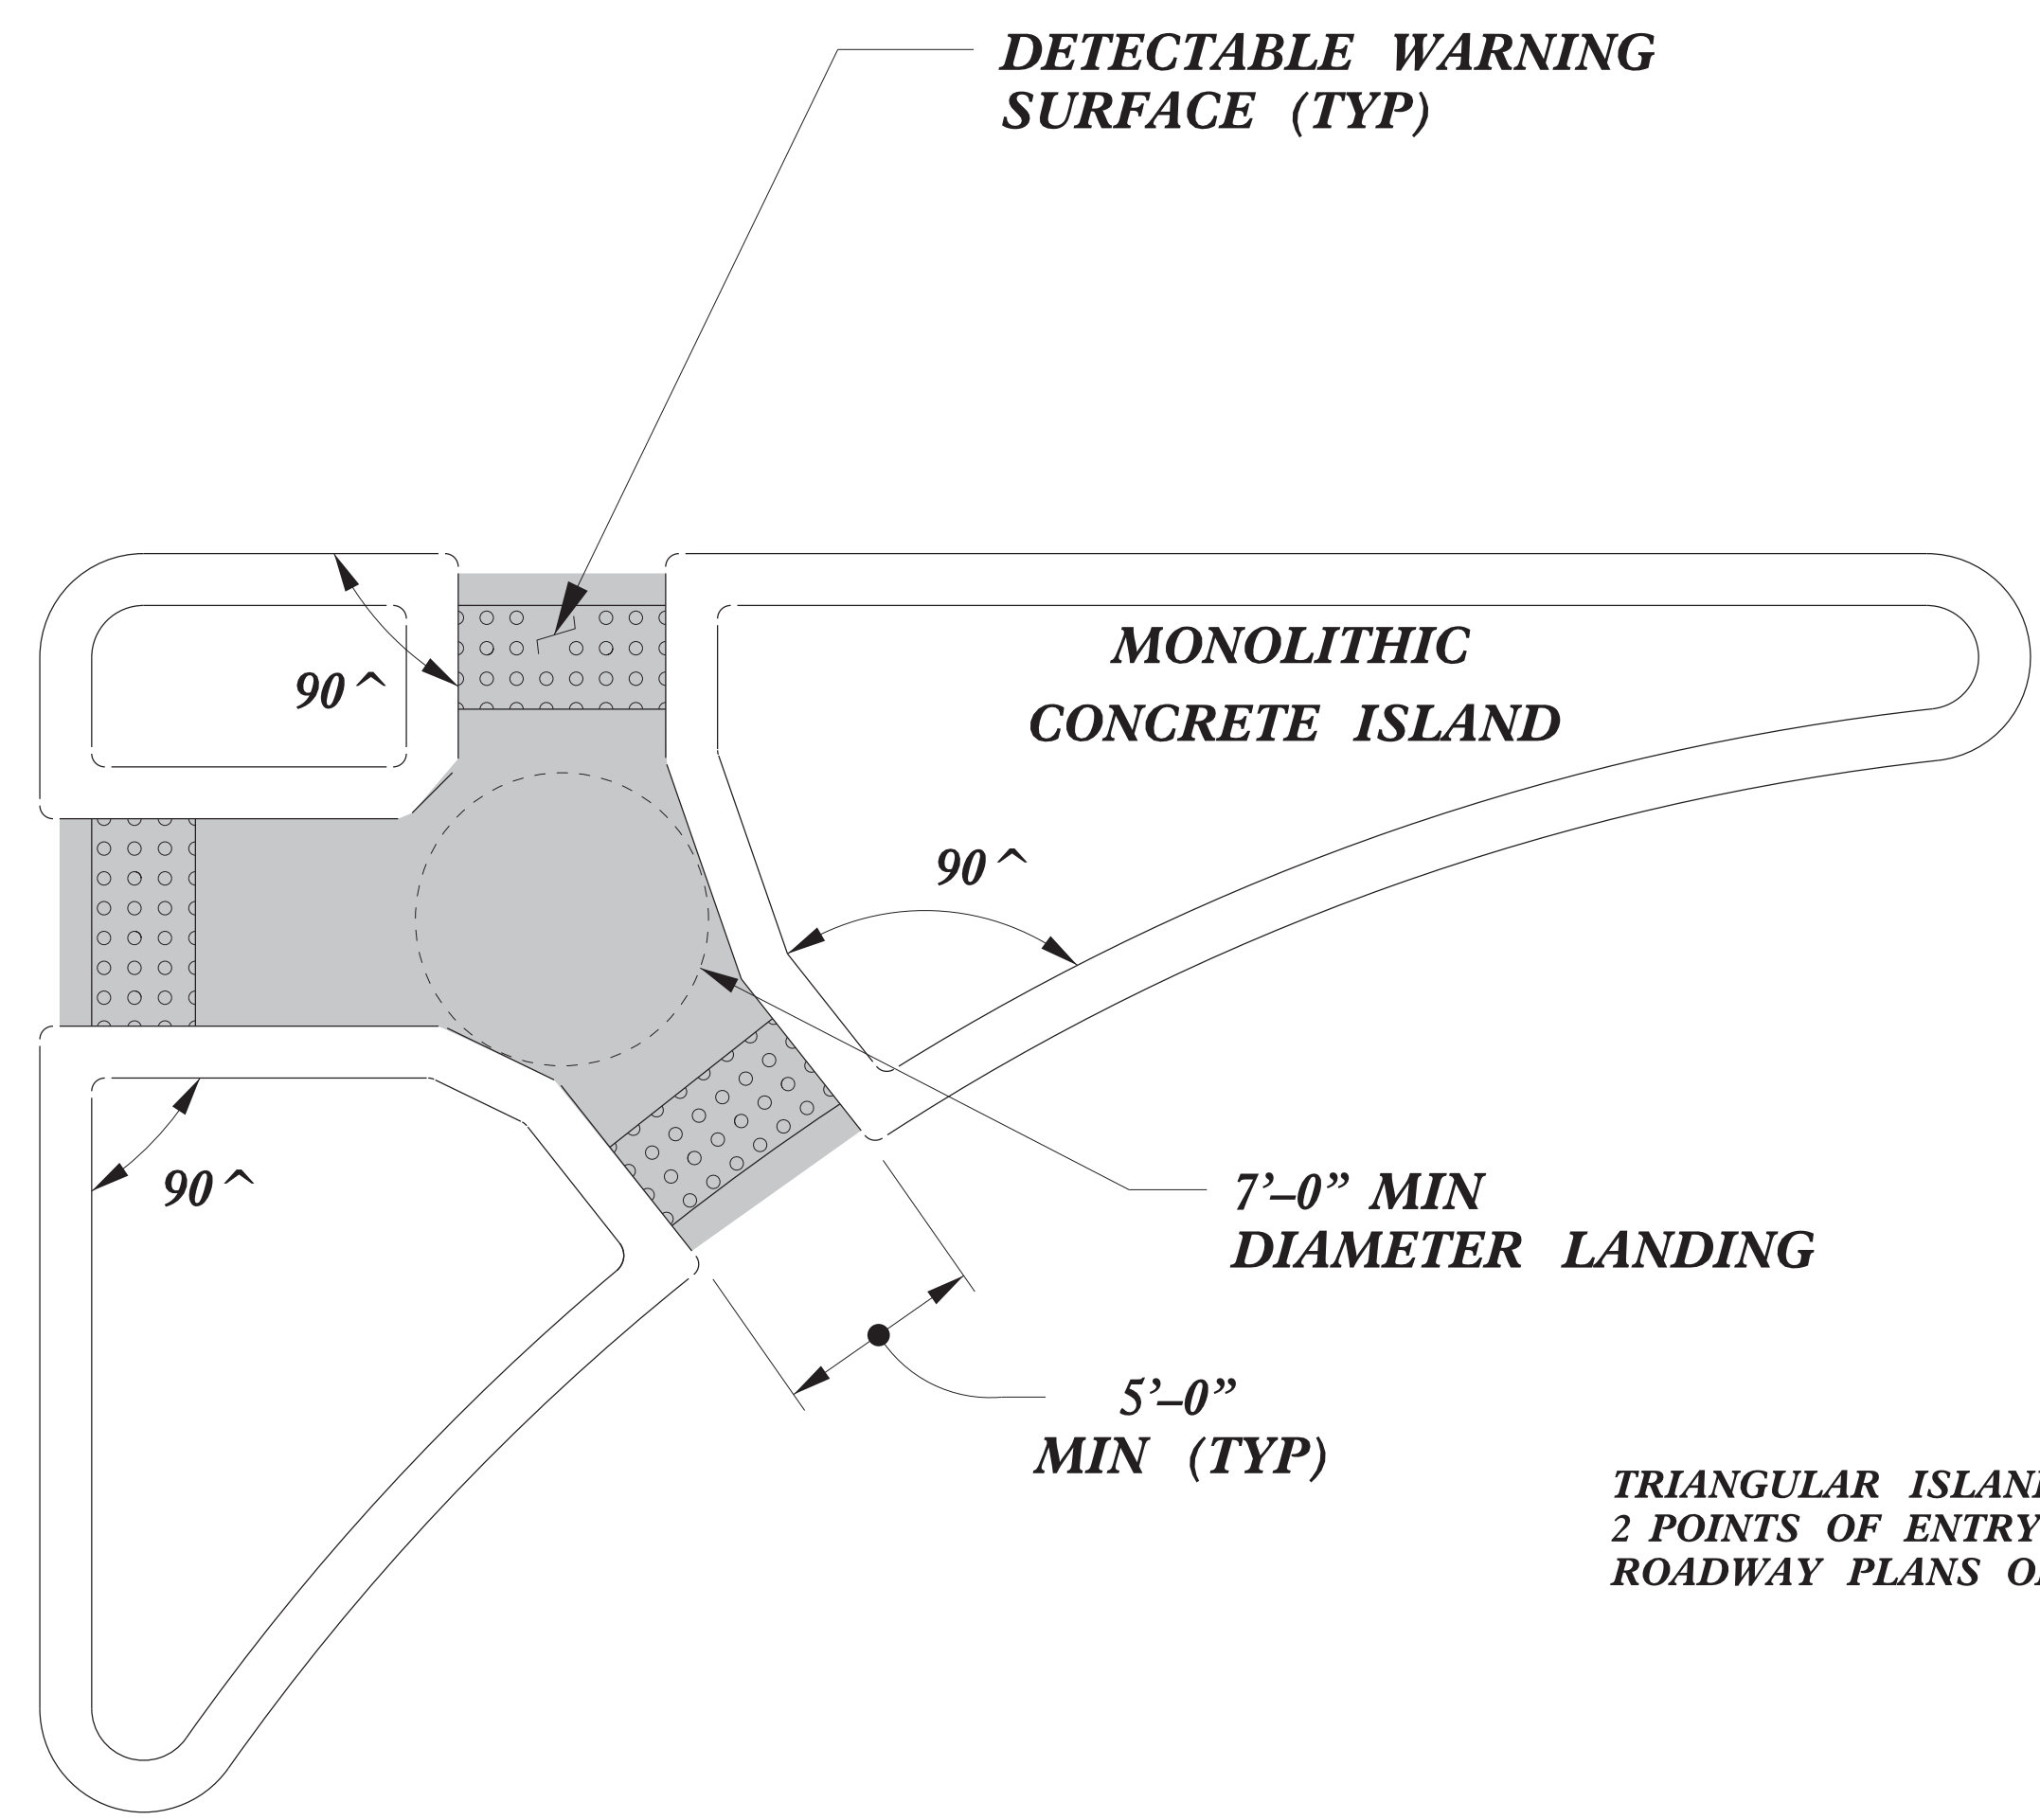 DETECTABLE WARNING
SURFACE (TYP)
MONOLITHIC
CONCRETE ISLAND
90^
90^
90^
7’–0” MIN
DIAMETER LANDING
5’–0”
MIN (TYP)
TRIANGULAR
2 POINTS OF ENTRY
ROADWAY PLANS